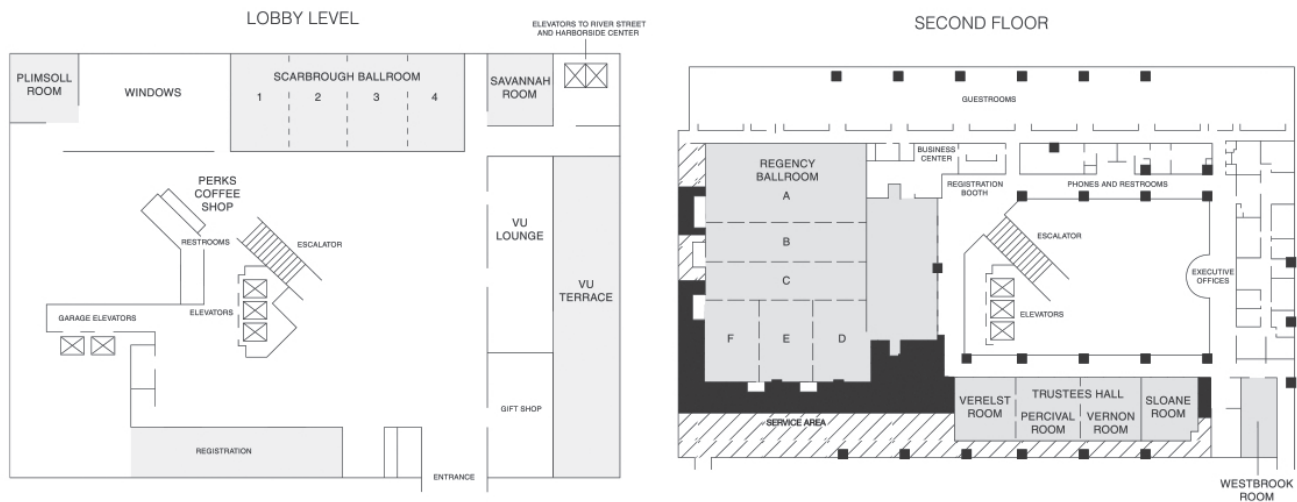 LOBBY LEVEL
ELEVATORS TO RIVER STREET
AND HARBORSIDE CENTER
PLIMSOLL
ROOM
WINDOWS
SCARBROUGH BALLROOM
1 2 3 4
SAVANNAH
ROOM
PERKS
COFFEE
SHOP
RESTROOMS
ESCALATOR
VU
LOUNGE
VU
TERRACE
ELEVATORS
GARAGE ELEVATORS
GIFT SHOP
REGISTRATION
ENTRANCE
SECOND FLOOR
GUESTROOMS
REGENCY
BALLROOM
A
B
C
F E D
BUSINESS
CENTER
REGISTRATION
BOOTH
PHONES AND RESTROOMS
ESCALATOR
EXECUTIVE
OFFICES
ELEVATORS
VERELST
ROOM
TRUSTEES HALL
PERCIVAL
ROOM
VERNON
ROOM
SLOANE
ROOM
SERVICE AREA
WESTBROOK
ROOM